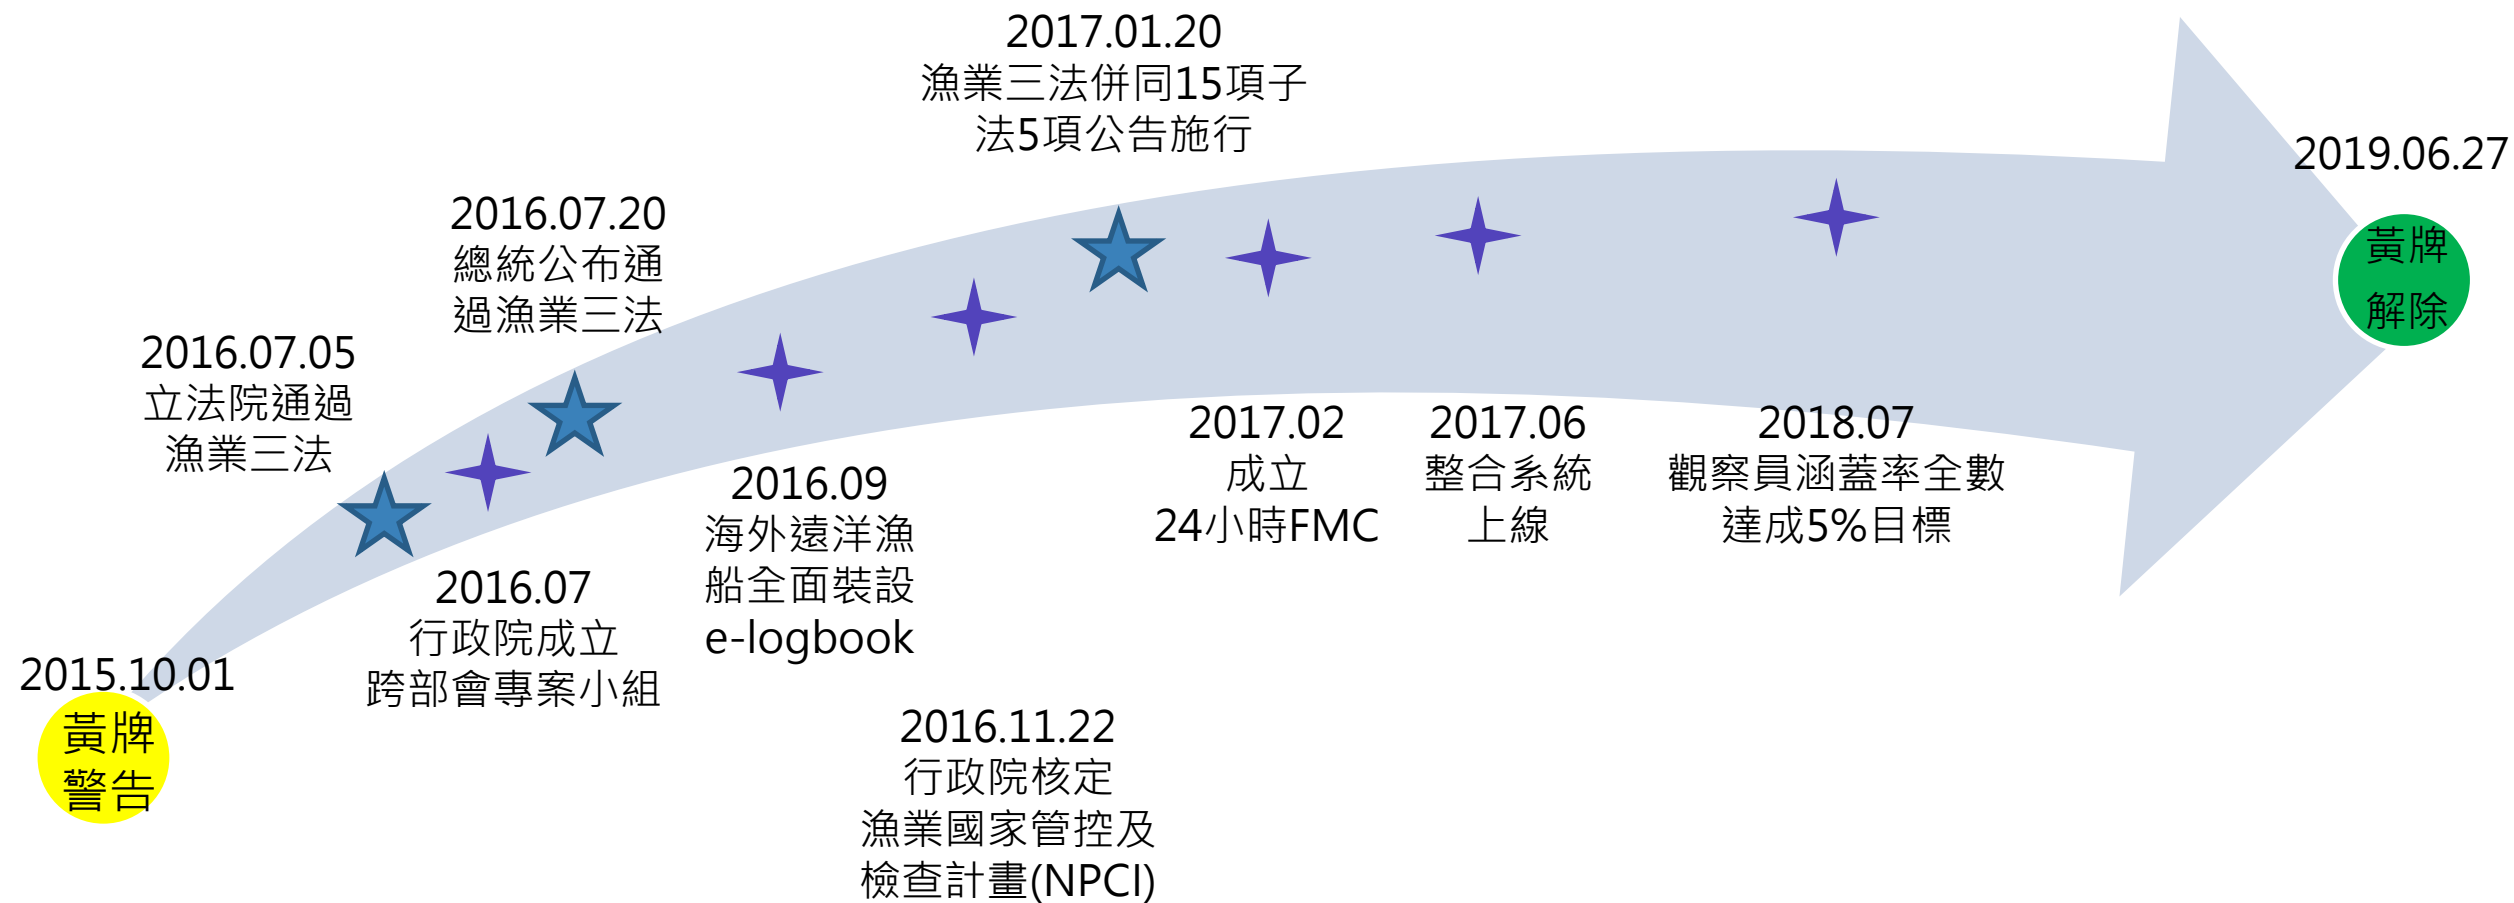 2015.10.01
黃牌
警告
2016.07.05
立法院通過
漁業三法
2016.07
行政院成立
跨部會專案小組
2016.07.20
總統公布通
過漁業三法
2016.09
海外遠洋漁
船全面裝設
e-logbook
2016.11.22
行政院核定
漁業國家管控及
檢查計畫(NPCI)
2017.01.20
漁業三法併同15項子
法5項公告施行
2017.02
成立
24小時FMC
2017.06
整合系統
上線
2018.07
觀察員涵蓋率全數
達成5%目標
2019.06.27
黃牌
解除